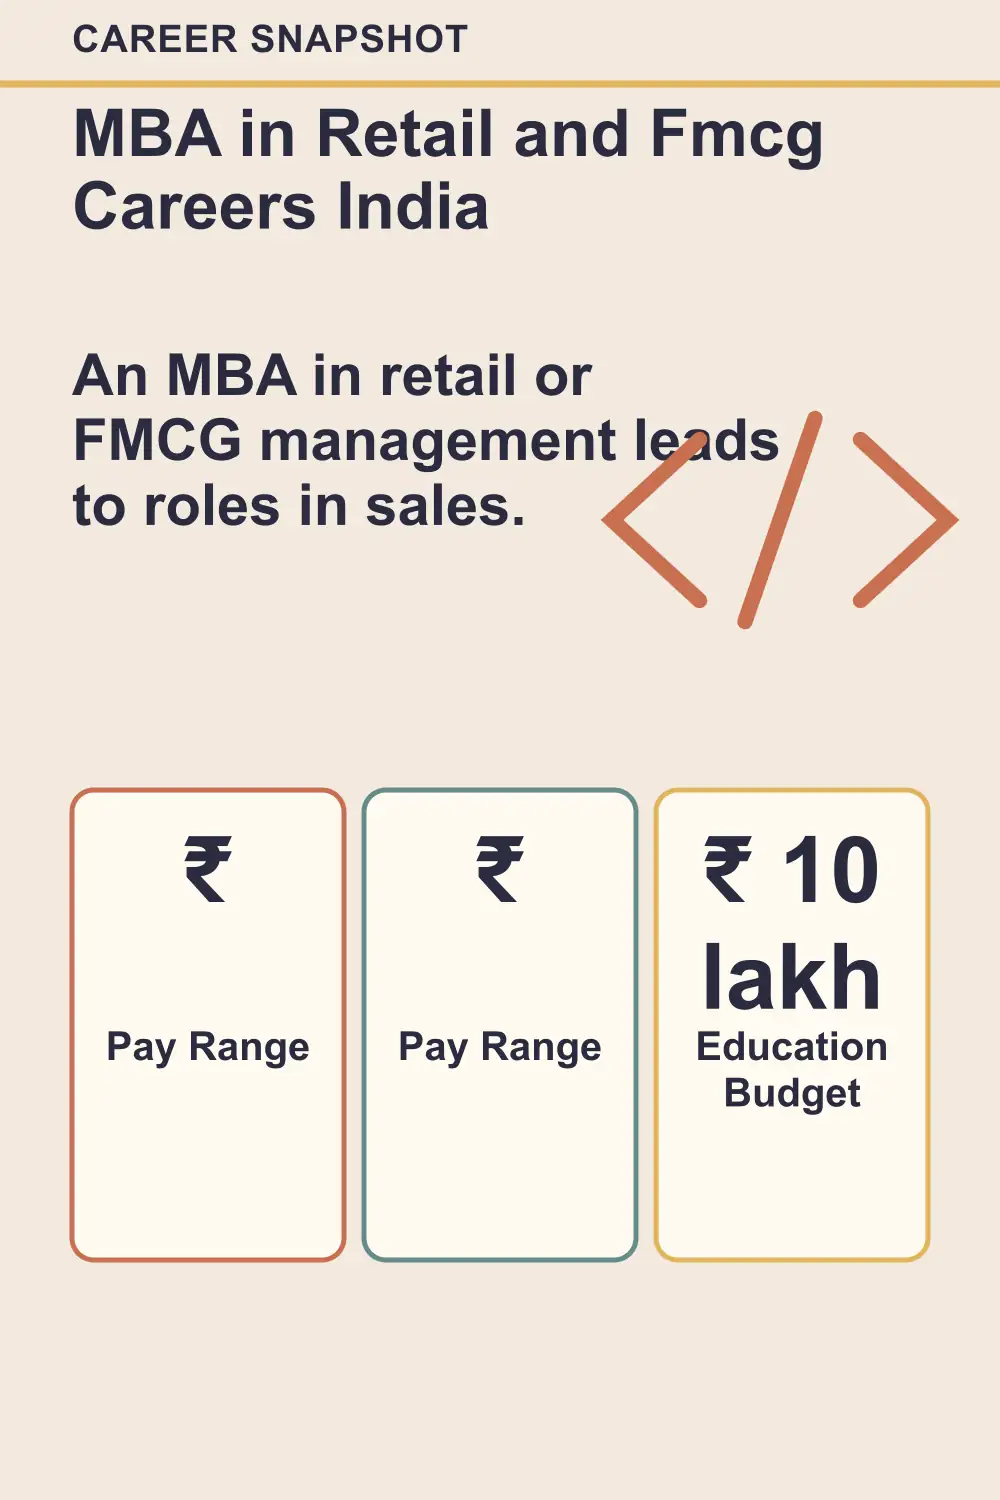 CAREER SNAPSHOT
MBA in Retail and Fmcg
Careers India
An MBA in retail or
FMCG management leads
to roles in sales.
₹
Pay Range
₹
Pay Range
₹ 10
lakh
Education
Budget